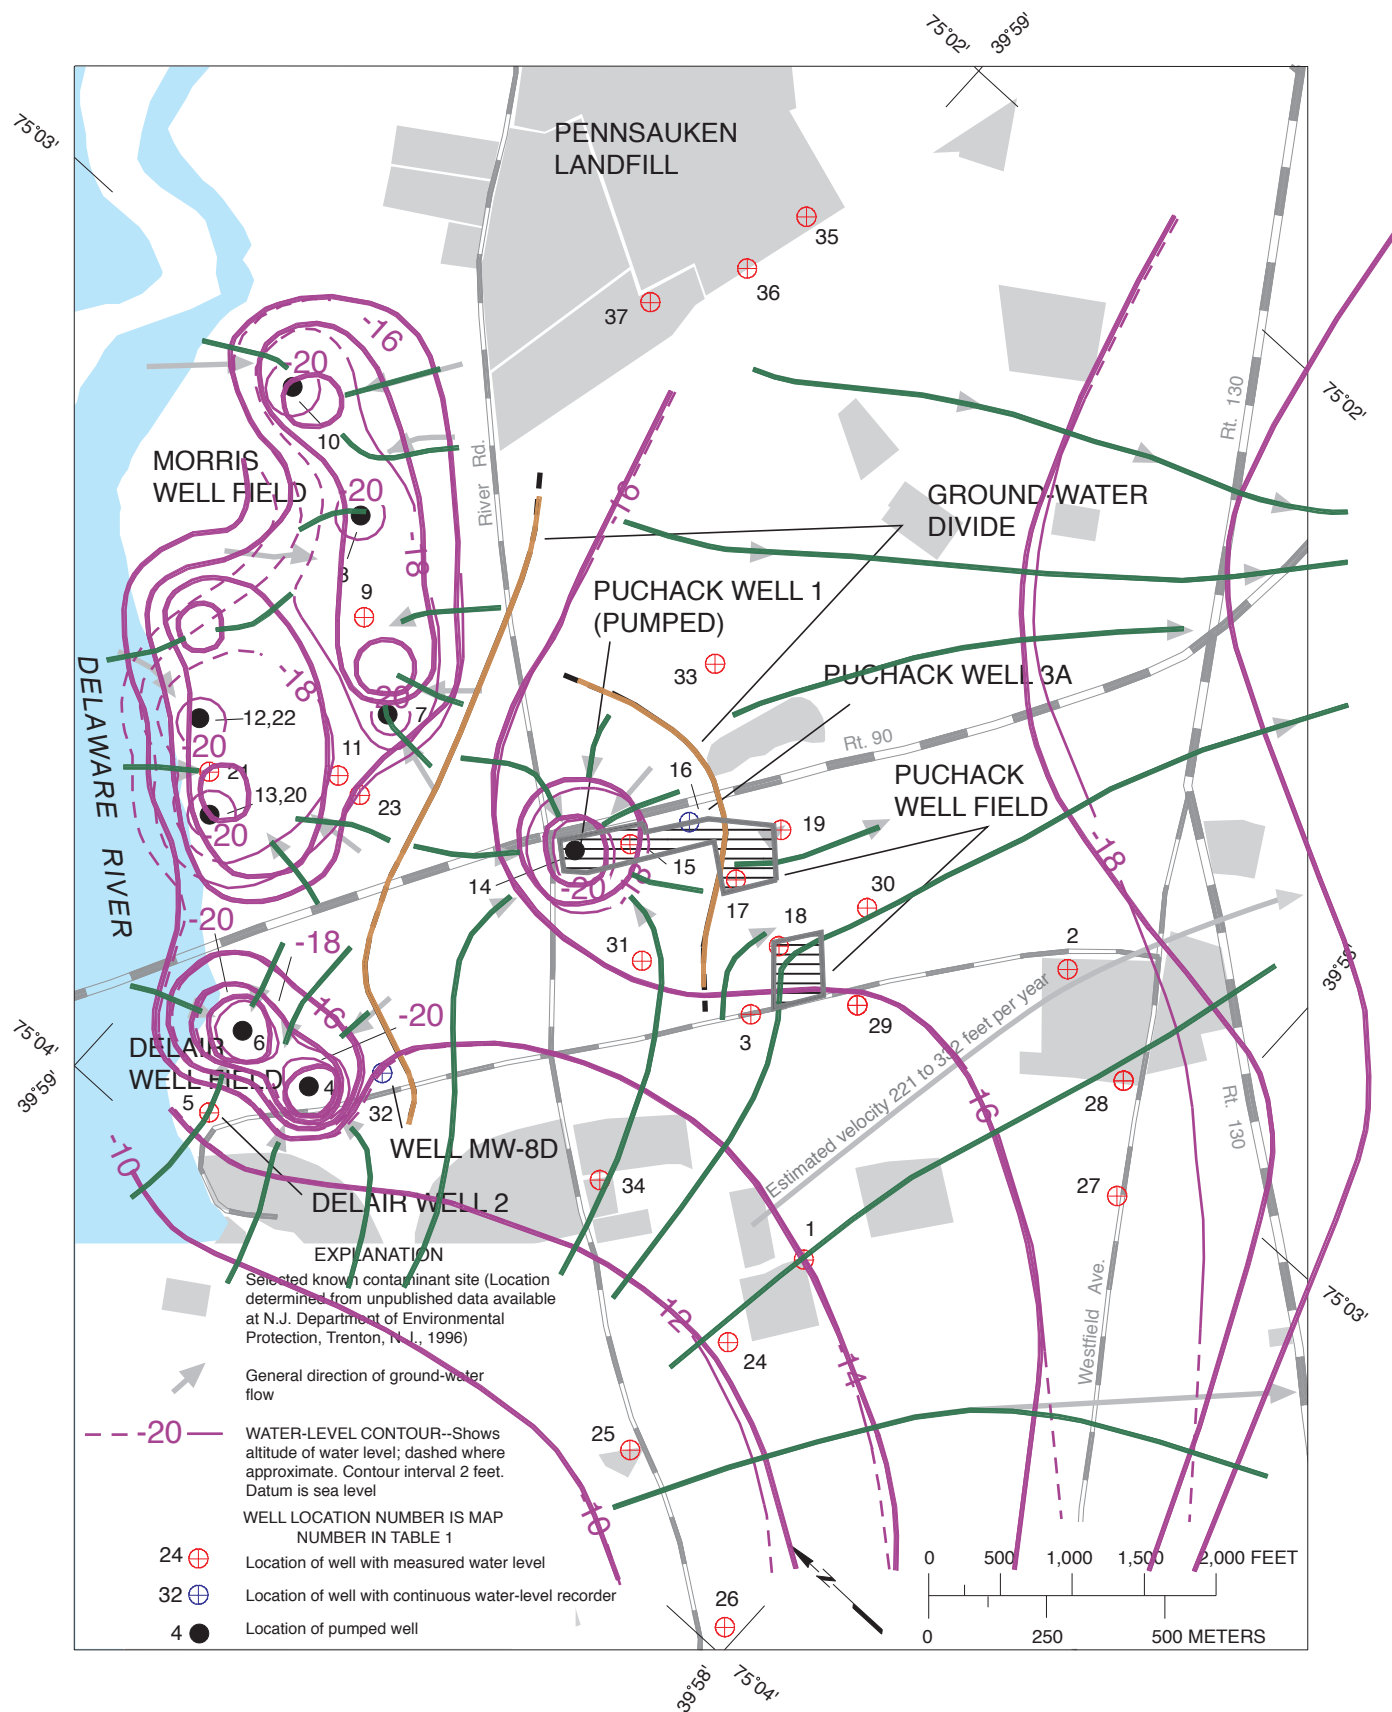 75°02'
39°59'
75°03'
PENNSAUKEN
LANDFILL
35
36
37
-16
-20
10
Rt. 130
75°02'
MORRIS
WELL FIELD
River Rd.
-20
-16
GROUND-WATER
DIVIDE
-18
8
9
PUCHACK WELL 1
(PUMPED)
33
PUCHACK WELL 3A
DELAWARE RIVER
-18
-20
7
12,22
-20
11
21
13,20
23
-20
Rt. 90
16
PUCHACK
WELL FIELD
19
15
14
-20
-18
17
-18
30
18
-20
-18
31
2
39°58'
-16
-20
6
DELAIR
WELL FIELD
4
5
32
75°04'
39°59'
3
29
Estimated velocity 221 to 332 feet per year
28
-16
Rt. 130
WELL MW-8D
-10
DELAIR WELL 2
34
27
1
Westfield Ave.
75°03'
-12
24
-14
25
-10
26
EXPLANATION
Selected known contaminant site (Location
determined from unpublished data available
at N.J. Department of Environmental
Protection, Trenton, N.J., 1996)
General direction of ground-water
flow
-20
WATER-LEVEL CONTOUR--Shows
altitude of water level; dashed where
approximate. Contour interval 2 feet.
Datum is sea level
WELL LOCATION NUMBER IS MAP
NUMBER IN TABLE 1
24 Location of well with measured water level
32 Location of well with continuous water-level recorder
4 Location of pumped well
N
0 500 1,000 1,500 2,000 FEET
0 250 500 METERS
39°58'
75°04'